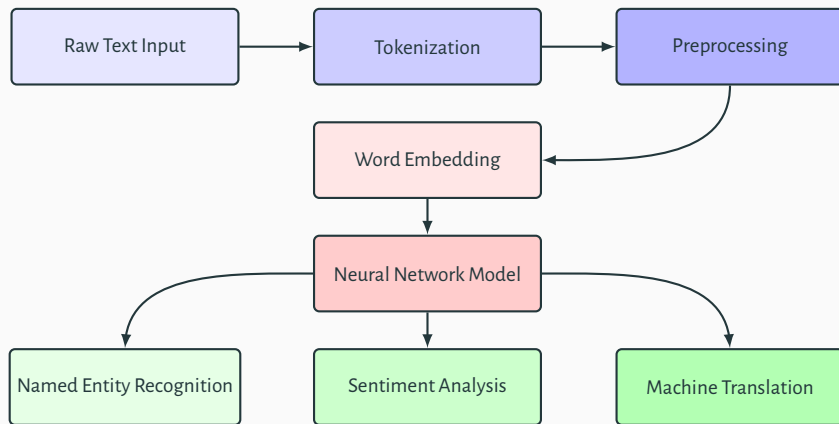 Raw Text Input
Tokenization
Preprocessing
Word Embedding
Neural Network Model
Named Entity Recognition
Sentiment Analysis
Machine Translation